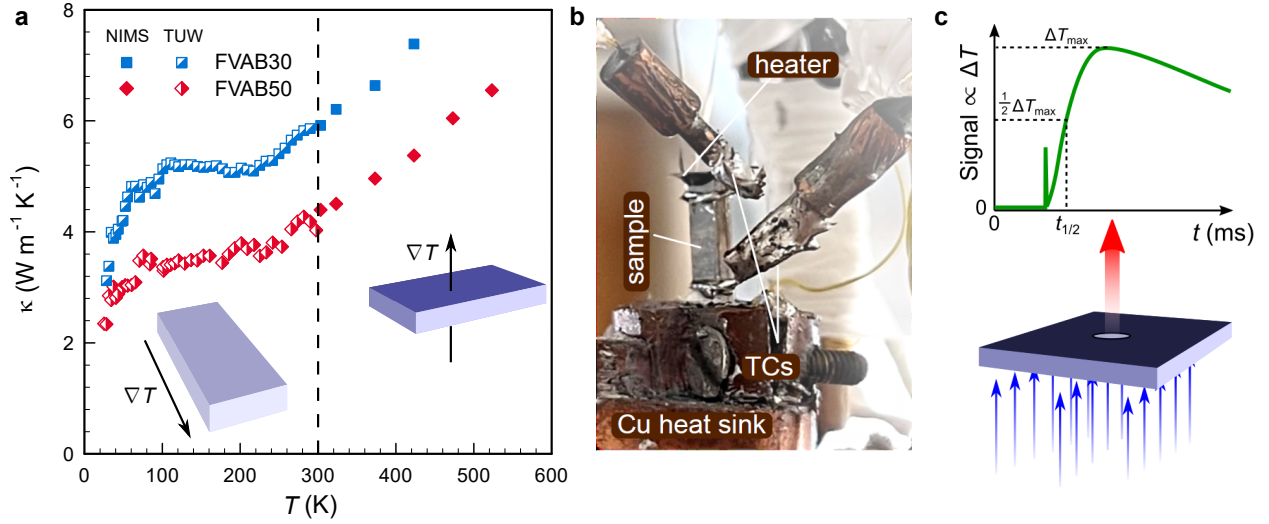 a
NIMS TUW
FVAB30
FVAB50
κ (W m⁻¹ K⁻¹)
8
6
4
2
0
0 100 200 300 400 500 600
T (K)
∇T
∇T
b
heater
sample
TCs
Cu heat sink
c
Signal ∝ ΔT
ΔTmax
½ΔTmax
0
0
t1/2
t (ms)